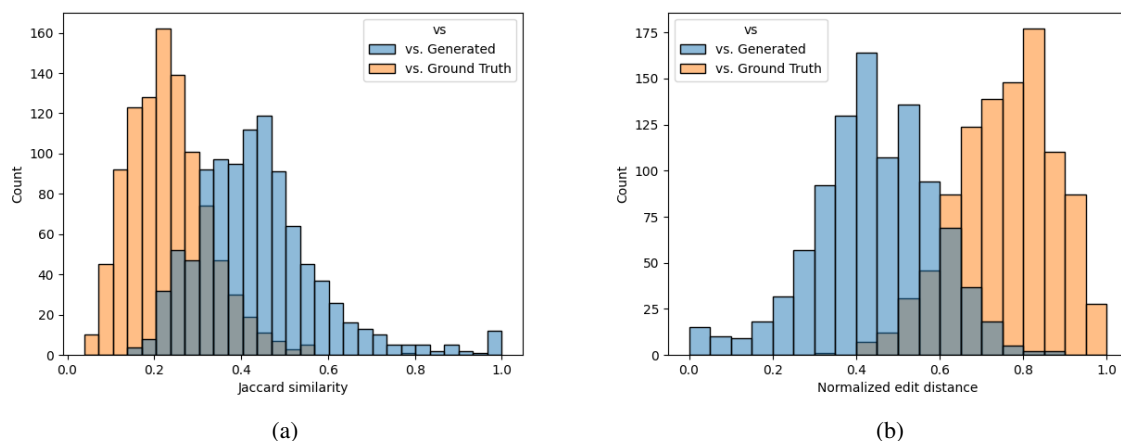 160
140
120
100
80
60
40
20
0
Count
0.0 0.2 0.4 0.6 0.8 1.0
Jaccard similarity
vs
vs. Generated
vs. Ground Truth
(a)
175
150
125
100
75
50
25
0
Count
0.0 0.2 0.4 0.6 0.8 1.0
Normalized edit distance
vs
vs. Generated
vs. Ground Truth
(b)